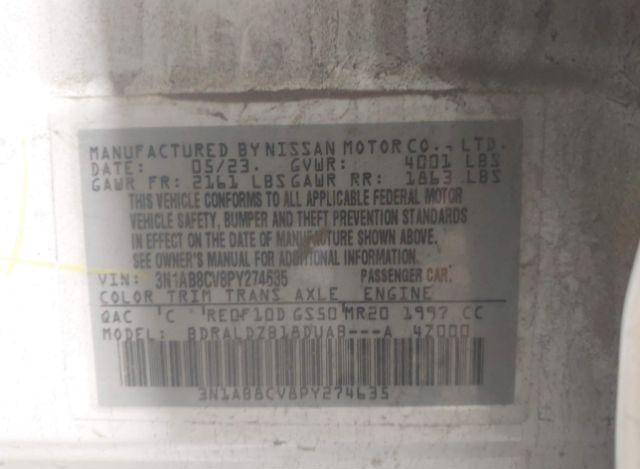 MANUFACTURED BY NISSAN MOTOR CO., LTD.
DATE: 05/23. GVWR: 4001 LBS
GAWR FR: 2161 LBS GAWR RR: 1863 LBS
THIS VEHICLE CONFORMS TO ALL APPLICABLE FEDERAL MOTOR
VEHICLE SAFETY, BUMPER AND THEFT PREVENTION STANDARDS
IN EFFECT ON THE DATE OF MANUFACTURE SHOWN ABOVE.
SEE OWNER'S MANUAL FOR ADDITIONAL INFORMATION.
VIN: 3N1AB8CV8PY274635 PASSENGER CAR.
COLOR TRIM TRANS AXLE ENGINE
QAC C RE0F10D GS50 MR20 1997 CC
MODEL: BDRALDZB18DUAB---A 47000
3N1AB8CV8PY274635